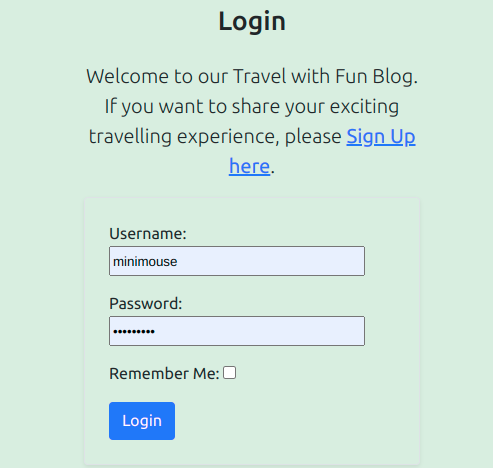 Login
Welcome to our Travel with Fun Blog.
If you want to share your exciting
travelling experience, please Sign Up
here.
Username:
minimouse
Password:
•••••••••
Remember Me:
Login